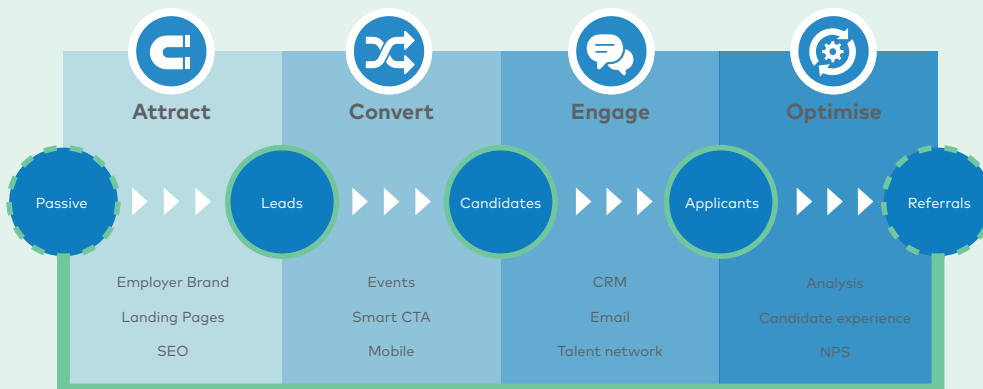 Attract
Convert
Engage
Optimise
Passive
Leads
Candidates
Applicants
Referrals
Employer Brand
Landing Pages
SEO
Events
Smart CTA
Mobile
CRM
Email
Talent network
Analysis
Candidate experience
NPS